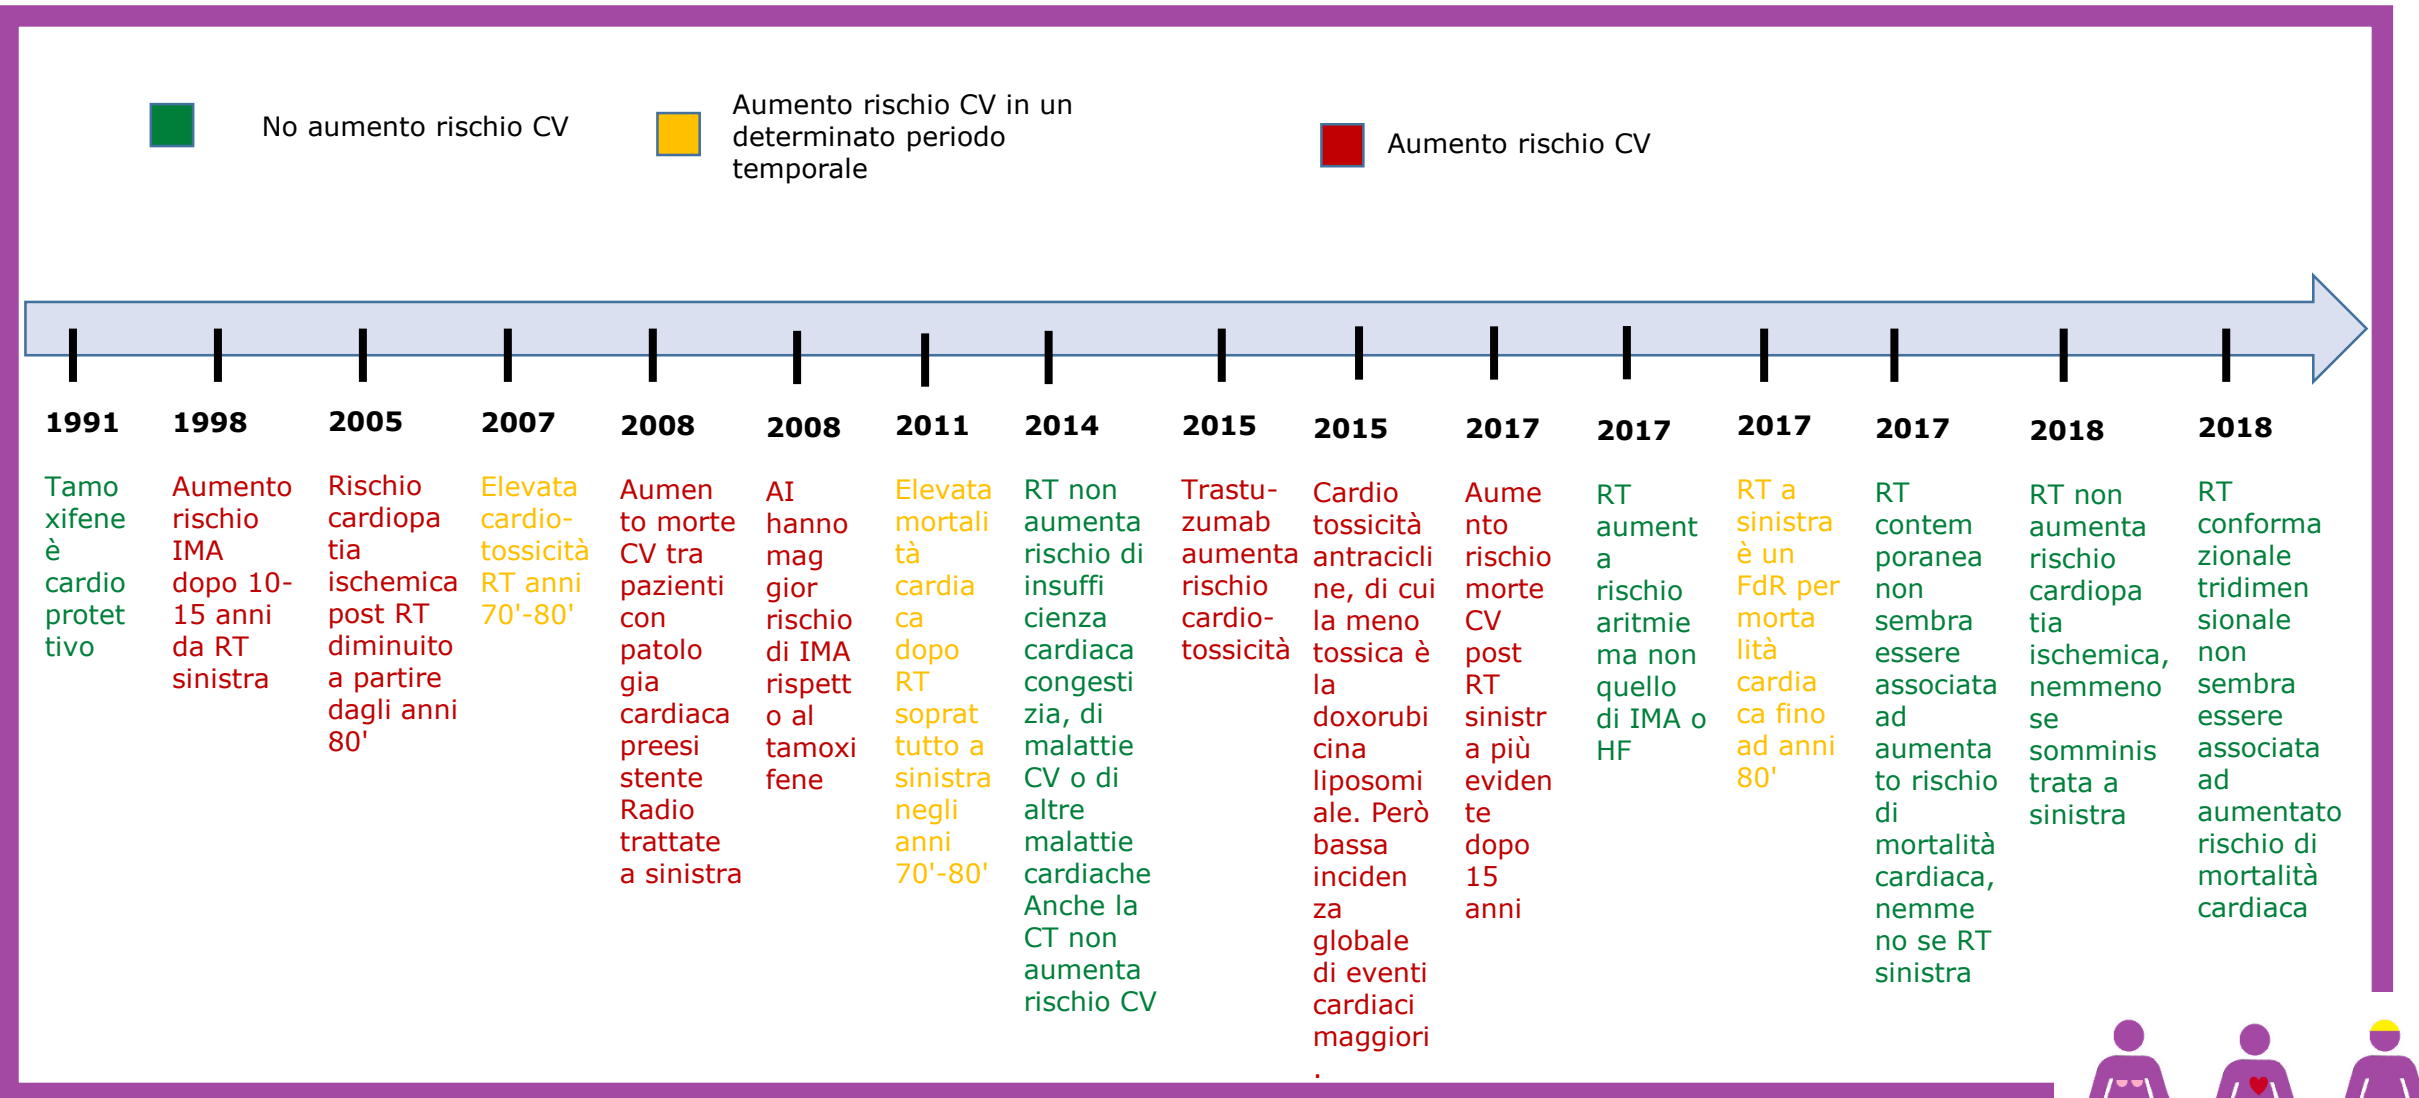 No aumento rischio CV
Aumento rischio CV in un
determinato periodo
temporale
Aumento rischio CV
1991
Tamo
xifene
è
cardio
protet
tivo
1998
Aumento
rischio
IMA
dopo 10-
15 anni
da RT
sinistra
2005
Rischio
cardiopa
tia
ischemica
post RT
diminuito
a partire
dagli anni
80'
2007
Elevata
cardio-
tossicità
RT anni
70'-80'
2008
Aumen
to morte
CV tra
pazienti
con
patolo
gia
cardiaca
preesi
stente
Radio
trattate
a sinistra
2008
AI
hanno
mag
gior
rischio
di IMA
rispett
o al
tamoxi
fene
2011
Elevata
mortali
tà
cardia
ca
dopo
RT
soprat
tutto a
sinistra
negli
anni
70'-80'
2014
RT non
aumenta
rischio di
insuffi
cienza
cardiaca
congesti
zia, di
malattie
CV o di
altre
malattie
cardiache
Anche la
CT non
aumenta
rischio CV
2015
Trastu-
zumab
aumenta
rischio
cardio-
tossicità
2015
Cardio
tossicità
antracicli
ne, di cui
la meno
tossica è
la
doxorubi
cina
liposomi
ale. Però
bassa
inciden
za
globale
di eventi
cardiaci
maggiori
.
2017
Aume
nto
rischio
morte
CV
post
RT
sinistr
a più
eviden
te
dopo
15
anni
2017
RT
aument
a
rischio
aritmie
ma non
quello
di IMA o
HF
2017
RT a
sinistra
è un
FdR per
morta
lità
cardia
ca fino
ad anni
80'
2017
RT
contem
poranea
non
sembra
essere
associata
ad
aumenta
to rischio
di
mortalità
cardiaca,
nemme
no se RT
sinistra
2018
RT non
aumenta
rischio
cardiopa
tia
ischemica,
nemmeno
se
somminis
trata a
sinistra
2018
RT
conforma
zionale
tridimen
sionale
non
sembra
essere
associata
ad
aumentato
rischio di
mortalità
cardiaca